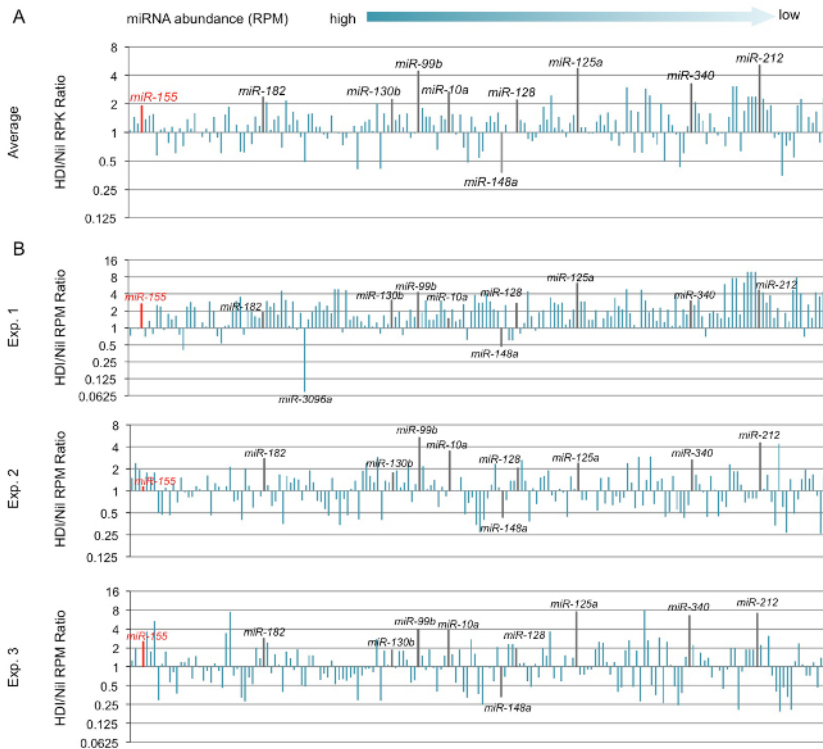 A
miRNA abundance (RPM) high low
Average
HDI/Nil RPK Ratio
8
4
2
1
0.5
0.25
0.125
miR-155
miR-182
miR-130b
miR-99b
miR-10a
miR-128
miR-125a
miR-340
miR-212
miR-148a
B
Exp. 1
HDI/Nil RPM Ratio
16
8
4
2
1
0.5
0.25
0.125
0.0625
miR-155
miR-182
miR-130b
miR-99b
miR-10a
miR-128
miR-125a
miR-340
miR-212
miR-148a
miR-3096a
Exp. 2
HDI/Nil RPM Ratio
8
4
2
1
0.5
0.25
0.125
miR-155
miR-182
miR-130b
miR-99b
miR-10a
miR-128
miR-125a
miR-340
miR-212
miR-148a
Exp. 3
HDI/Nil RPM Ratio
16
8
4
2
1
0.5
0.25
0.125
0.0625
miR-155
miR-182
miR-130b
miR-99b
miR-10a
miR-128
miR-125a
miR-340
miR-212
miR-148a